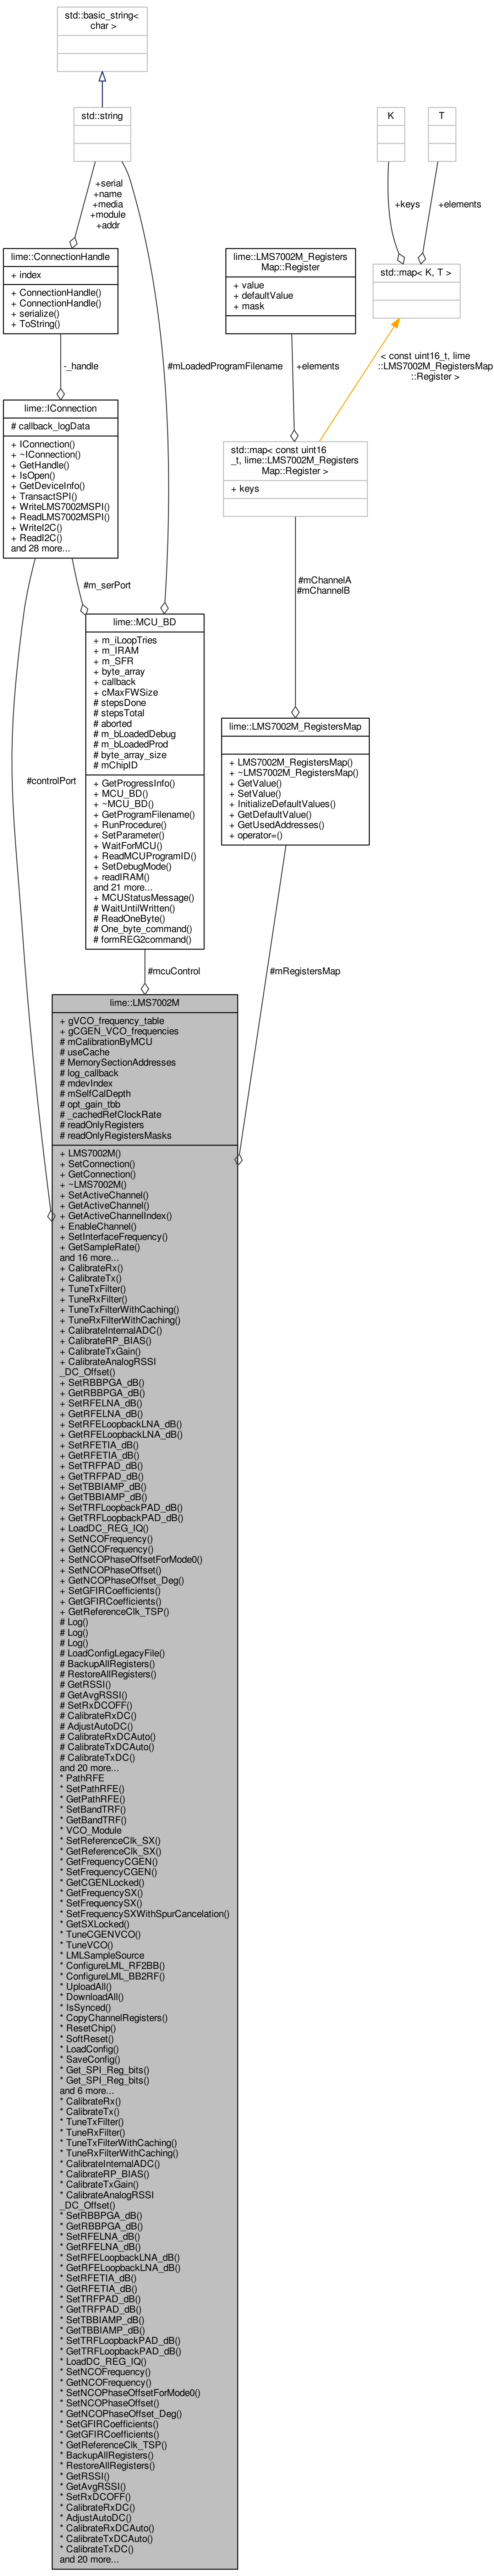 std::basic_string<
char >
std::string
K
T
+serial
+name
+media
+module
+addr
+keys
+elements
lime::ConnectionHandle
+ index
+ ConnectionHandle()
+ ConnectionHandle()
+ serialize()
+ ToString()
lime::LMS7002M_Registers
Map::Register
+ value
+ defaultValue
+ mask
std::map< K, T >
-_handle
#mLoadedProgramFilename
+elements
< const uint16_t, lime
::LMS7002M_RegistersMap
::Register >
lime::IConnection
# callback_logData
+ IConnection()
+ ~IConnection()
+ GetHandle()
+ IsOpen()
+ GetDeviceInfo()
+ TransactSPI()
+ WriteLMS7002MSPI()
+ ReadLMS7002MSPI()
+ WriteI2C()
+ ReadI2C()
and 28 more...
std::map< const uint16
_t, lime::LMS7002M_Registers
Map::Register >
+ keys
#m_serPort
#mChannelA
#mChannelB
lime::MCU_BD
+ m_iLoopTries
+ m_IRAM
+ m_SFR
+ byte_array
+ callback
+ cMaxFWSize
# stepsDone
# stepsTotal
# aborted
# m_bLoadedDebug
# m_bLoadedProd
# byte_array_size
# mChipID
+ GetProgressInfo()
+ MCU_BD()
+ ~MCU_BD()
+ GetProgramFilename()
+ RunProcedure()
+ SetParameter()
+ WaitForMCU()
+ ReadMCUProgramID()
+ SetDebugMode()
+ readIRAM()
and 21 more...
+ MCUStatusMessage()
# WaitUntilWritten()
# ReadOneByte()
# One_byte_command()
# formREG2command()
lime::LMS7002M_RegistersMap
+ LMS7002M_RegistersMap()
+ ~LMS7002M_RegistersMap()
+ GetValue()
+ SetValue()
+ InitializeDefaultValues()
+ GetDefaultValue()
+ GetUsedAddresses()
+ operator=()
#controlPort
#mcuControl
#mRegistersMap
lime::LMS7002M
+ gVCO_frequency_table
+ gCGEN_VCO_frequencies
# mCalibrationByMCU
# useCache
# MemorySectionAddresses
# log_callback
# mdevIndex
# mSelfCalDepth
# opt_gain_tbb
# _cachedRefClockRate
# readOnlyRegisters
# readOnlyRegistersMasks
+ LMS7002M()
+ SetConnection()
+ GetConnection()
+ ~LMS7002M()
+ SetActiveChannel()
+ GetActiveChannel()
+ GetActiveChannelIndex()
+ EnableChannel()
+ SetInterfaceFrequency()
+ GetSampleRate()
and 16 more...
+ CalibrateRx()
+ CalibrateTx()
+ TuneTxFilter()
+ TuneRxFilter()
+ TuneTxFilterWithCaching()
+ TuneRxFilterWithCaching()
+ CalibrateInternalADC()
+ CalibrateRP_BIAS()
+ CalibrateTxGain()
+ CalibrateAnalogRSSI
_DC_Offset()
+ SetRBBPGA_dB()
+ GetRBBPGA_dB()
+ SetRFELNA_dB()
+ GetRFELNA_dB()
+ SetRFELoopbackLNA_dB()
+ GetRFELoopbackLNA_dB()
+ SetRFETIA_dB()
+ GetRFETIA_dB()
+ SetTRFPAD_dB()
+ GetTRFPAD_dB()
+ SetTBBIAMP_dB()
+ GetTBBIAMP_dB()
+ SetTRFLoopbackPAD_dB()
+ GetTRFLoopbackPAD_dB()
+ LoadDC_REG_IQ()
+ SetNCOFrequency()
+ GetNCOFrequency()
+ SetNCOPhaseOffsetForMode0()
+ SetNCOPhaseOffset()
+ GetNCOPhaseOffset_Deg()
+ SetGFIRCoefficients()
+ GetGFIRCoefficients()
+ GetReferenceClk_TSP()
# Log()
# Log()
# Log()
# LoadConfigLegacyFile()
# BackupAllRegisters()
# RestoreAllRegisters()
# GetRSSI()
# GetAvgRSSI()
# SetRxDCOFF()
# CalibrateRxDC()
# AdjustAutoDC()
# CalibrateRxDCAuto()
# CalibrateTxDCAuto()
# CalibrateTxDC()
and 20 more...
* PathRFE
* SetPathRFE()
* GetPathRFE()
* SetBandTRF()
* GetBandTRF()
* VCO_Module
* SetReferenceClk_SX()
* GetReferenceClk_SX()
* GetFrequencyCGEN()
* SetFrequencyCGEN()
* GetCGENLocked()
* GetFrequencySX()
* SetFrequencySX()
* SetFrequencySXWithSpurCancelation()
* GetSXLocked()
* TuneCGENVCO()
* TuneVCO()
* LMLSampleSource
* ConfigureLML_RF2BB()
* ConfigureLML_BB2RF()
* UploadAll()
* DownloadAll()
* IsSynced()
* CopyChannelRegisters()
* ResetChip()
* SoftReset()
* LoadConfig()
* SaveConfig()
* Get_SPI_Reg_bits()
* Get_SPI_Reg_bits()
and 6 more...
* CalibrateRx()
* CalibrateTx()
* TuneTxFilter()
* TuneRxFilter()
* TuneTxFilterWithCaching()
* TuneRxFilterWithCaching()
* CalibrateInternalADC()
* CalibrateRP_BIAS()
* CalibrateTxGain()
* CalibrateAnalogRSSI
_DC_Offset()
* SetRBBPGA_dB()
* GetRBBPGA_dB()
* SetRFELNA_dB()
* GetRFELNA_dB()
* SetRFELoopbackLNA_dB()
* GetRFELoopbackLNA_dB()
* SetRFETIA_dB()
* GetRFETIA_dB()
* SetTRFPAD_dB()
* GetTRFPAD_dB()
* SetTBBIAMP_dB()
* GetTBBIAMP_dB()
* SetTRFLoopbackPAD_dB()
* GetTRFLoopbackPAD_dB()
* LoadDC_REG_IQ()
* SetNCOFrequency()
* GetNCOFrequency()
* SetNCOPhaseOffsetForMode0()
* SetNCOPhaseOffset()
* GetNCOPhaseOffset_Deg()
* SetGFIRCoefficients()
* GetGFIRCoefficients()
* GetReferenceClk_TSP()
* BackupAllRegisters()
* RestoreAllRegisters()
* GetRSSI()
* GetAvgRSSI()
* SetRxDCOFF()
* CalibrateRxDC()
* AdjustAutoDC()
* CalibrateRxDCAuto()
* CalibrateTxDCAuto()
* CalibrateTxDC()
and 20 more...